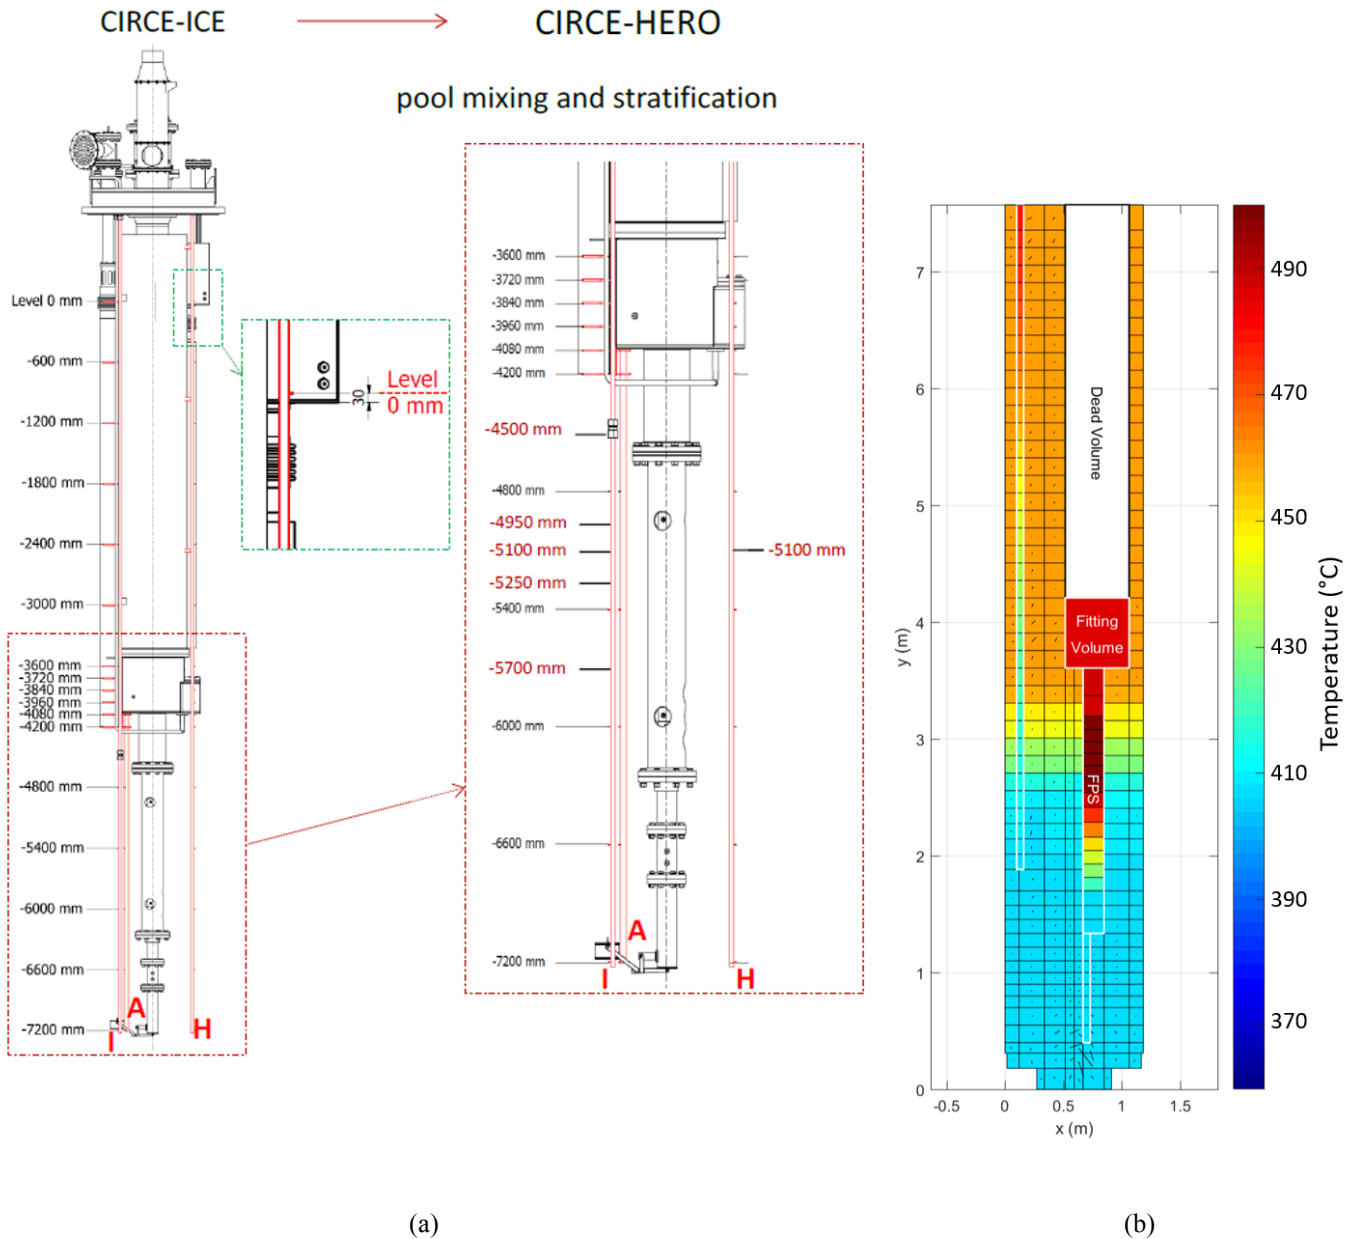 CIRCE-ICE
CIRCE-HERO
pool mixing and stratification
Level 0 mm
-600 mm
-1200 mm
-1800 mm
-2400 mm
-3000 mm
-3600 mm
-3720 mm
-3840 mm
-3960 mm
-4080 mm
-4200 mm
-4800 mm
-5400 mm
-6000 mm
-6600 mm
-7200 mm
A
I
H
30
Level
0 mm
-3600 mm
-3720 mm
-3840 mm
-3960 mm
-4080 mm
-4200 mm
-4500 mm
-4800 mm
-4950 mm
-5100 mm
-5100 mm
-5250 mm
-5400 mm
-5700 mm
-6000 mm
-6600 mm
-7200 mm
A
I
H
7
6
5
4
3
2
1
0
y (m)
-0.5
0
0.5
1
1.5
x (m)
Dead Volume
Fitting
Volume
FPS
490
470
450
430
410
390
370
Temperature (°C)
(a)
(b)